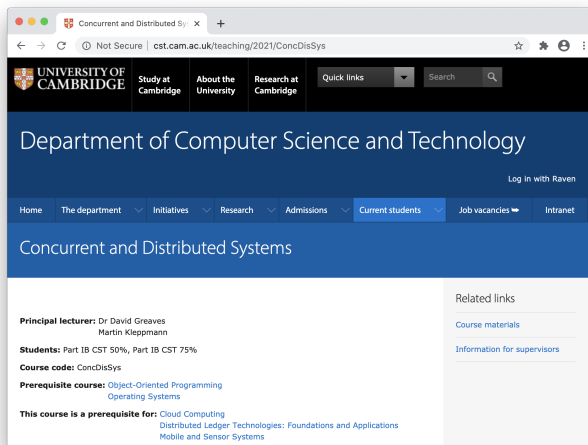 Concurrent and Distributed Sy
Not Secure | cst.cam.ac.uk/teaching/2021/ConcDisSys
UNIVERSITY OF
CAMBRIDGE
Study at
Cambridge
About the
University
Research at
Cambridge
Quick links
Search
Department of Computer Science and Technology
Log in with Raven
Home The department Initiatives Research Admissions Current students Job vacancies Intranet
Concurrent and Distributed Systems
Principal lecturer: Dr David Greaves
Martin Kleppmann
Students: Part IB CST 50%, Part IB CST 75%
Course code: ConcDisSys
Prerequisite course: Object-Oriented Programming
Operating Systems
This course is a prerequisite for: Cloud Computing
Distributed Ledger Technologies: Foundations and Applications
Mobile and Sensor Systems
Related links
Course materials
Information for supervisors